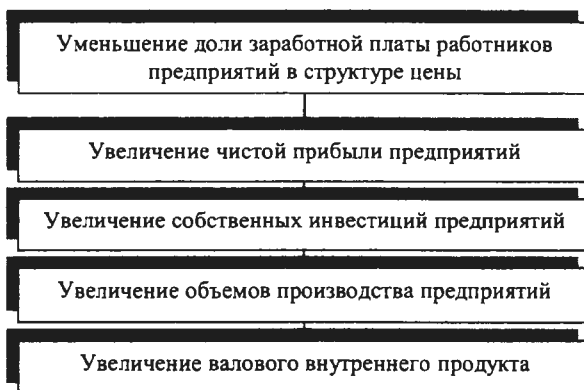 Уменьшение доли заработной платы работников
предприятий в структуре цены
Увеличение чистой прибыли предприятий
Увеличение собственных инвестиций предприятий
Увеличение объемов производства предприятий
Увеличение валового внутреннего продукта